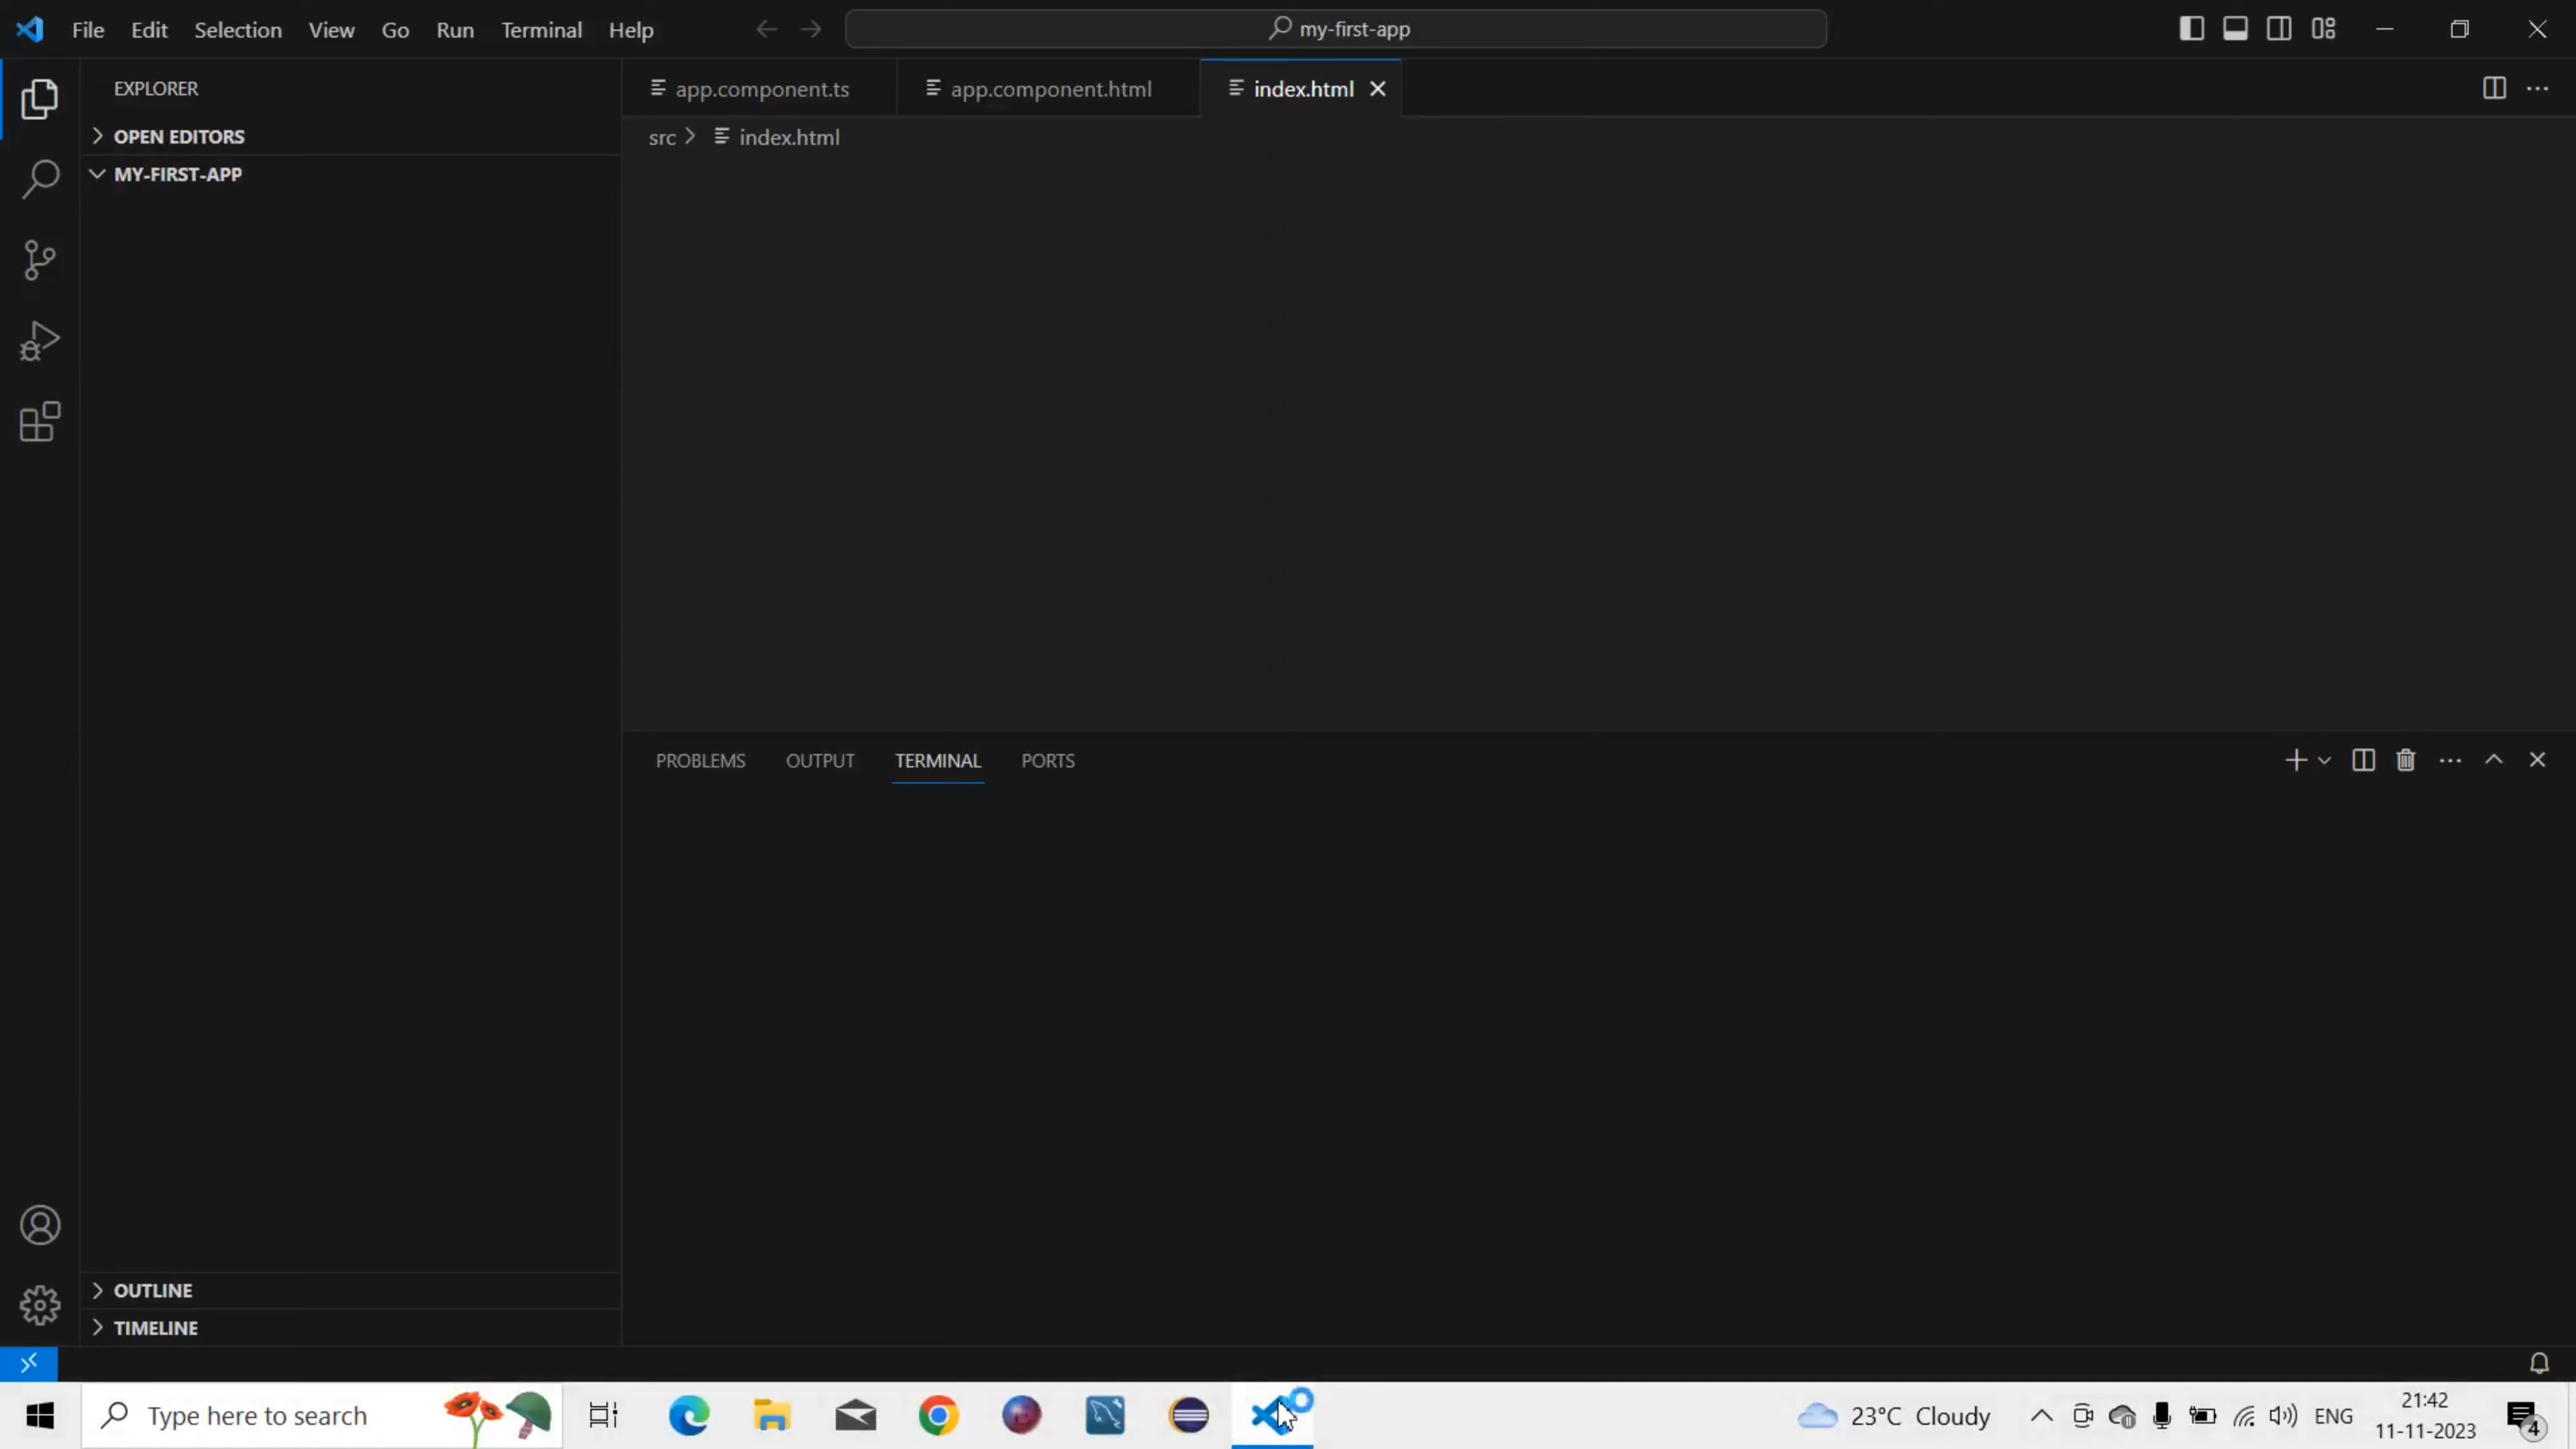 File Edit Selection View Go Run Terminal Help
my-first-app
EXPLORER
OPEN EDITORS
MY-FIRST-APP
app.component.ts
app.component.html
index.html
src
index.html
PROBLEMS OUTPUT TERMINAL PORTS
OUTLINE
TIMELINE
Type here to search
23°C Cloudy
ENG
21:42
11-11-2023
4